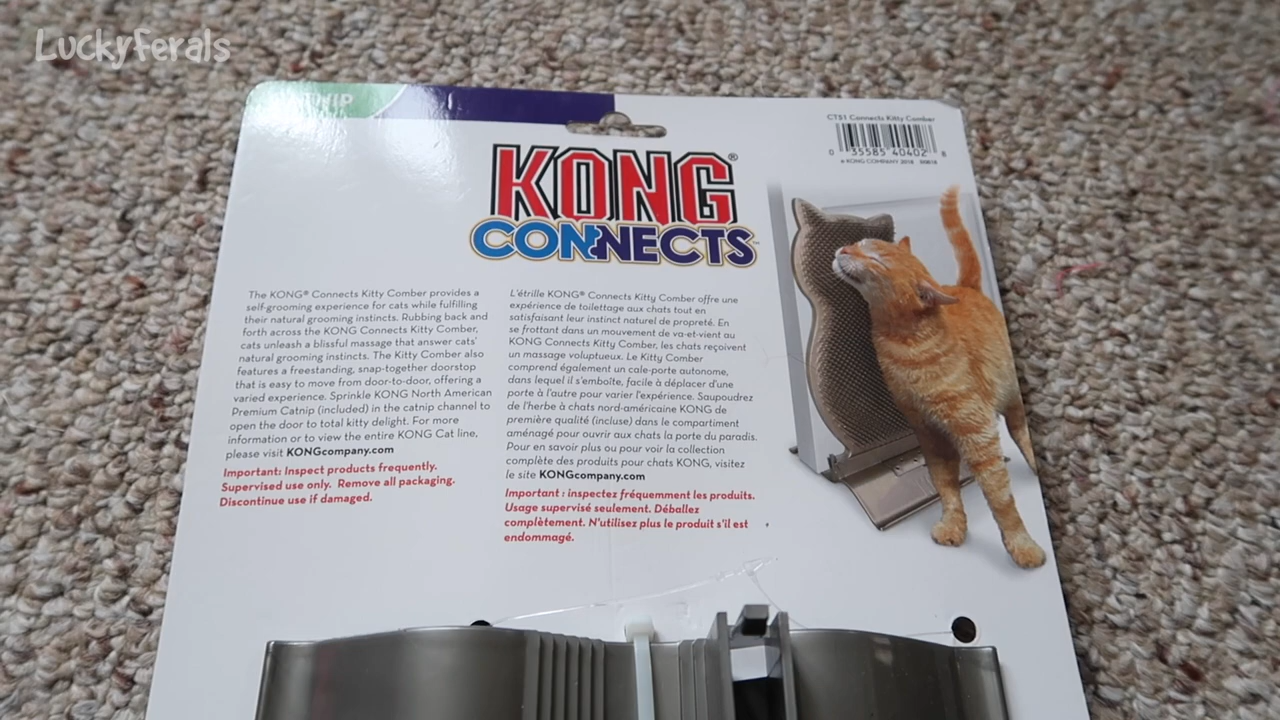 LuckyFerals
CT51 Connects Kitty Comber
0 35585 40402 8
© KONG COMPANY 2018
KONG®
CONNECTS™
The KONG® Connects Kitty Comber provides a
self-grooming experience for cats while fulfilling
their natural grooming instincts. Rubbing back and
forth across the KONG Connects Kitty Comber,
cats unleash a blissful massage that answer cats'
natural grooming instincts. The Kitty Comber also
features a freestanding, snap-together doorstop
that is easy to move from door-to-door, offering a
varied experience. Sprinkle KONG North American
Premium Catnip (included) in the catnip channel to
open the door to total kitty delight. For more
information or to view the entire KONG Cat line,
please visit KONGcompany.com
Important: Inspect products frequently.
Supervised use only. Remove all packaging.
Discontinue use if damaged.
L'étrille KONG® Connects Kitty Comber offre une
expérience de toilettage aux chats tout en
satisfaisant leur instinct naturel de propreté. En
se frottant dans un mouvement de va-et-vient au
KONG Connects Kitty Comber, les chats reçoivent
un massage voluptueux. Le Kitty Comber
comprend également un cale-porte autonome,
dans lequel il s'emboîte, facile à déplacer d'une
porte à l'autre pour varier l'expérience. Saupoudrez
de l'herbe à chats nord-américaine KONG de
première qualité (incluse) dans le compartiment
aménagé pour ouvrir aux chats la porte du paradis.
Pour en savoir plus ou pour voir la collection
complète des produits pour chats KONG, visitez
le site KONGcompany.com
Important : inspectez fréquemment les produits.
Usage supervisé seulement. Déballez
complètement. N'utilisez plus le produit s'il est
endommagé.